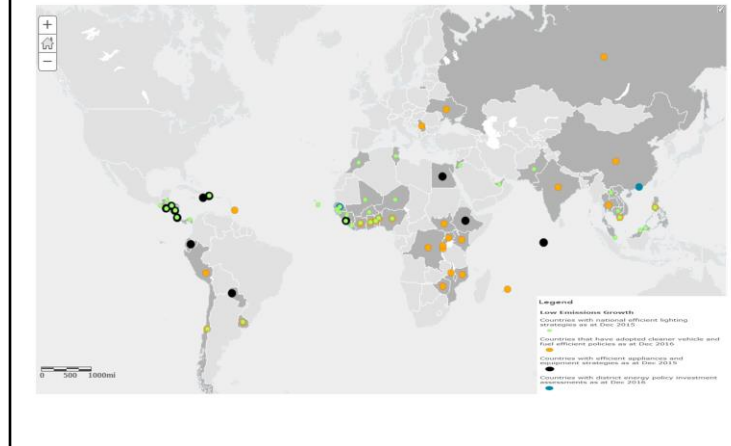 +
−
0 500 1000mi
Legend
Low Emissions Growth
Countries with national efficient lighting
strategies as at Dec 2015
Countries that have adopted cleaner vehicle and
fuel efficient policies as at Dec 2016
Countries with efficient appliances and
equipment strategies as at Dec 2015
Countries with district energy policy investment
assessments as at Dec 2016